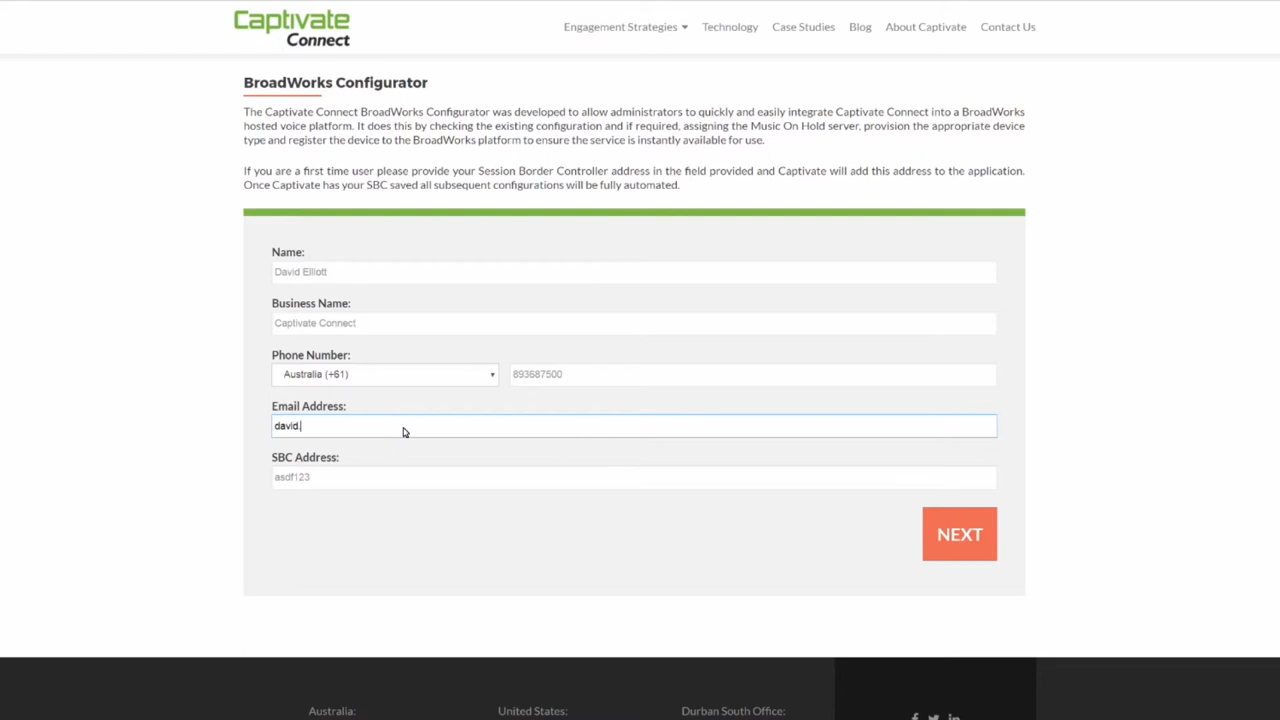 Captivate
Connect
Engagement Strategies
Technology
Case Studies
Blog
About Captivate
Contact Us
BroadWorks Configurator
The Captivate Connect BroadWorks Configurator was developed to allow administrators to quickly and easily integrate Captivate Connect into a BroadWorks
hosted voice platform. It does this by checking the existing configuration and if required, assigning the Music On Hold server, provision the appropriate device
type and register the device to the BroadWorks platform to ensure the service is instantly available for use.
If you are a first time user please provide your Session Border Controller address in the field provided and Captivate will add this address to the application.
Once Captivate has your SBC saved all subsequent configurations will be fully automated.
Name:
David Elliott
Business Name:
Captivate Connect
Phone Number:
Australia (+61)
893687500
Email Address:
david.
SBC Address:
asdf123
NEXT
Australia:
United States:
Durban South Office: